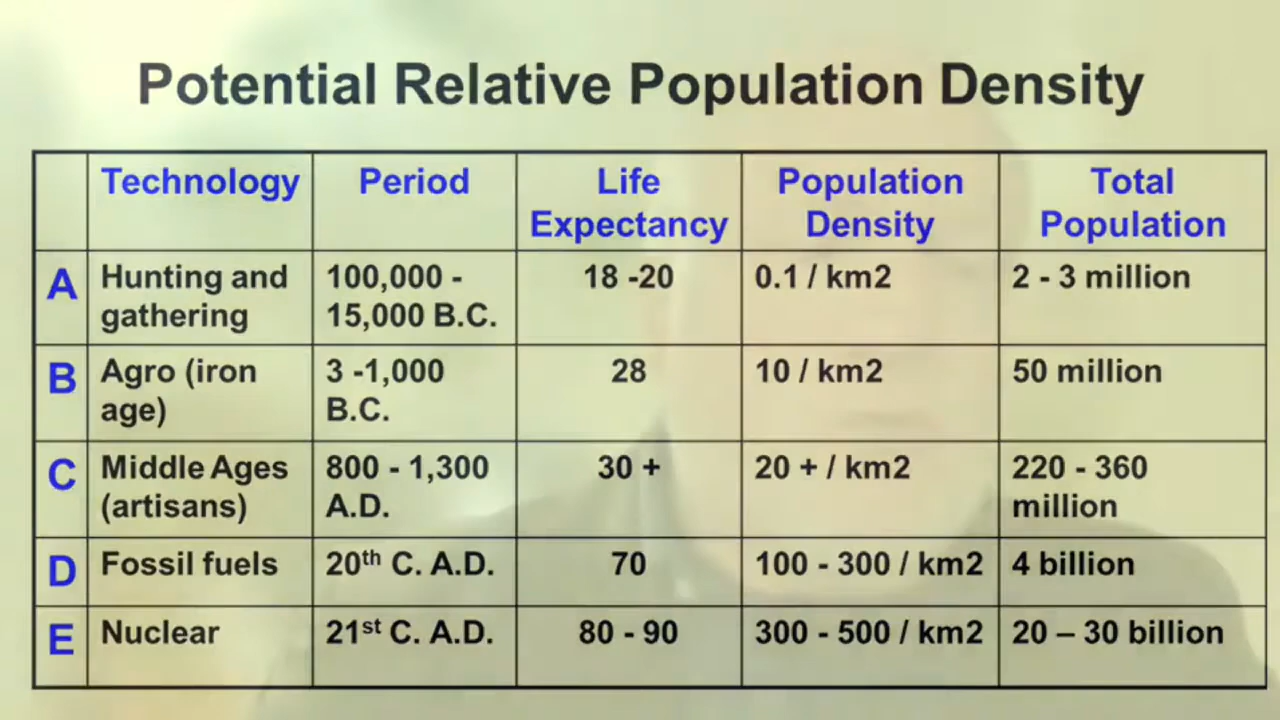 Potential Relative Population Density
Technology Period Life Expectancy Population Density Total Population
A Hunting and gathering 100,000 - 15,000 B.C. 18 -20 0.1 / km2 2 - 3 million
B Agro (iron age) 3 -1,000 B.C. 28 10 / km2 50 million
C Middle Ages (artisans) 800 - 1,300 A.D. 30 + 20 + / km2 220 - 360 million
D Fossil fuels 20th C. A.D. 70 100 - 300 / km2 4 billion
E Nuclear 21st C. A.D. 80 - 90 300 - 500 / km2 20 – 30 billion